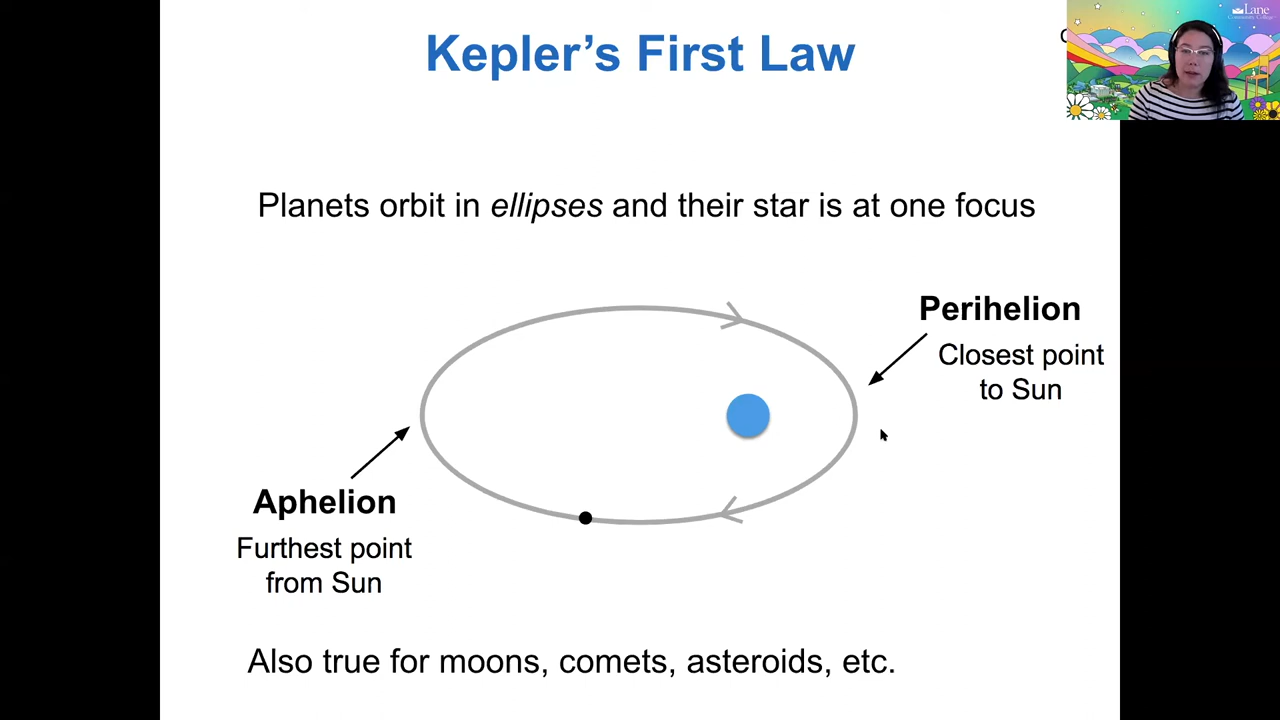 Kepler's First Law
Lane
Community College
Planets orbit in ellipses and their star is at one focus
Perihelion
Closest point
to Sun
Aphelion
Furthest point
from Sun
Also true for moons, comets, asteroids, etc.